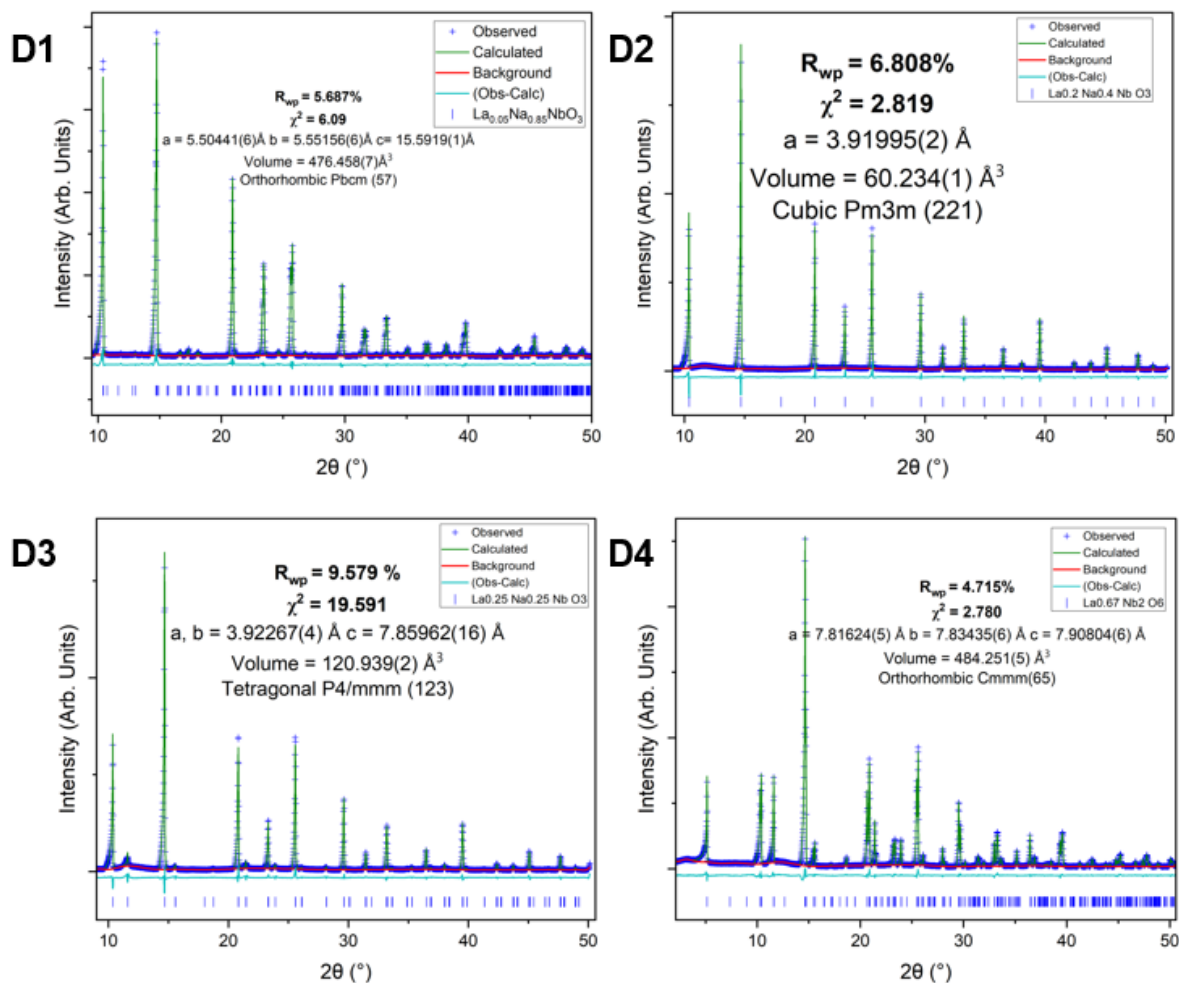 D1
Observed
Calculated
Background
(Obs-Calc)
La₀.₀₅Na₀.₈₅NbO₃
Rwp = 5.687%
χ² = 6.09
a = 5.50441(6)Å b = 5.55156(6)Å c= 15.5919(1)Å
Volume = 476.458(7)Å³
Orthorhombic Pbcm (57)
Intensity (Arb. Units)
10 20 30 40 50
2θ (°)
D2
Observed
Calculated
Background
(Obs-Calc)
La0.2 Na0.4 Nb O3
Rwp = 6.808%
χ² = 2.819
a = 3.91995(2) Å
Volume = 60.234(1) Å³
Cubic Pm3m (221)
Intensity (Arb. Units)
10 20 30 40 50
2θ (°)
D3
Observed
Calculated
Background
(Obs-Calc)
La0.25 Na0.25 Nb O3
Rwp = 9.579 %
χ² = 19.591
a, b = 3.92267(4) Å c = 7.85962(16) Å
Volume = 120.939(2) Å³
Tetragonal P4/mmm (123)
Intensity (Arb. Units)
10 20 30 40 50
2θ (°)
D4
Observed
Calculated
Background
(Obs-Calc)
La0.67 Nb2 O6
Rwp = 4.715%
χ² = 2.780
a = 7.81624(5) Å b = 7.83435(6) Å c = 7.90804(6) Å
Volume = 484.251(5) Å³
Orthorhombic Cmmm(65)
Intensity (Arb. Units)
10 20 30 40 50
2θ (°)